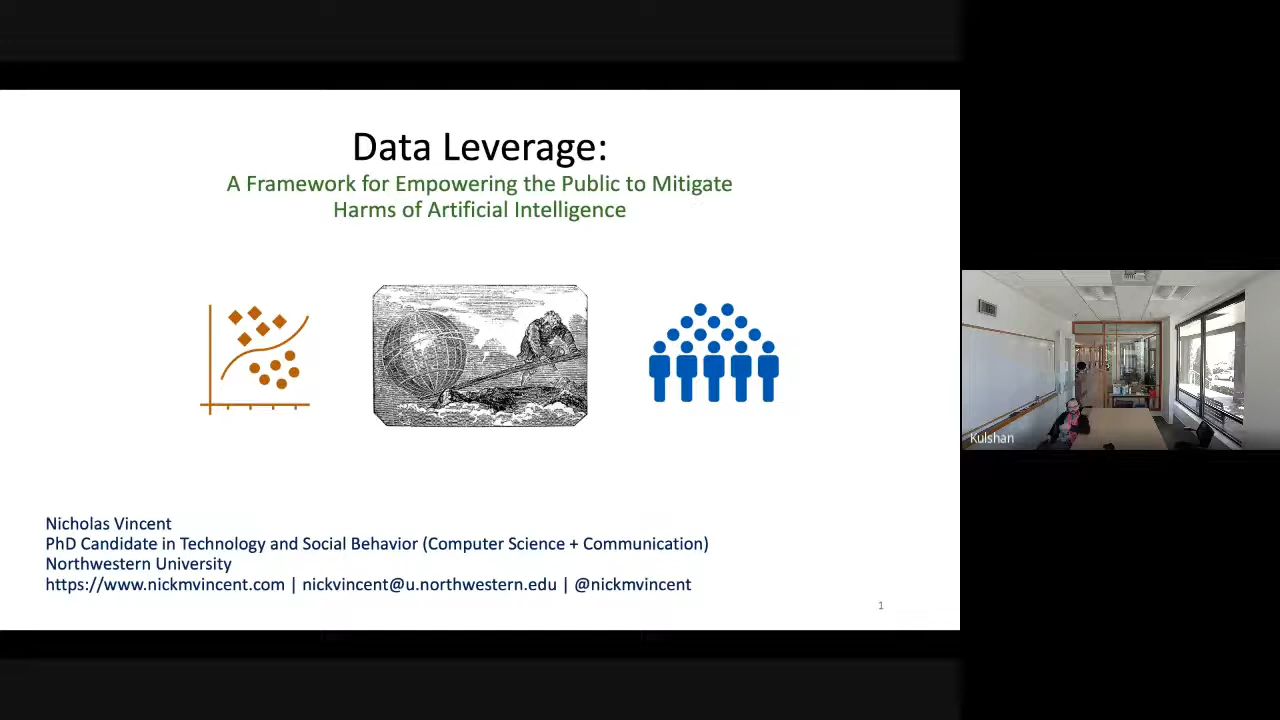 Data Leverage:
A Framework for Empowering the Public to Mitigate
Harms of Artificial Intelligence
Nicholas Vincent
PhD Candidate in Technology and Social Behavior (Computer Science + Communication)
Northwestern University
https://www.nickmvincent.com | nickvincent@u.northwestern.edu | @nickmvincent
1
Kulshan